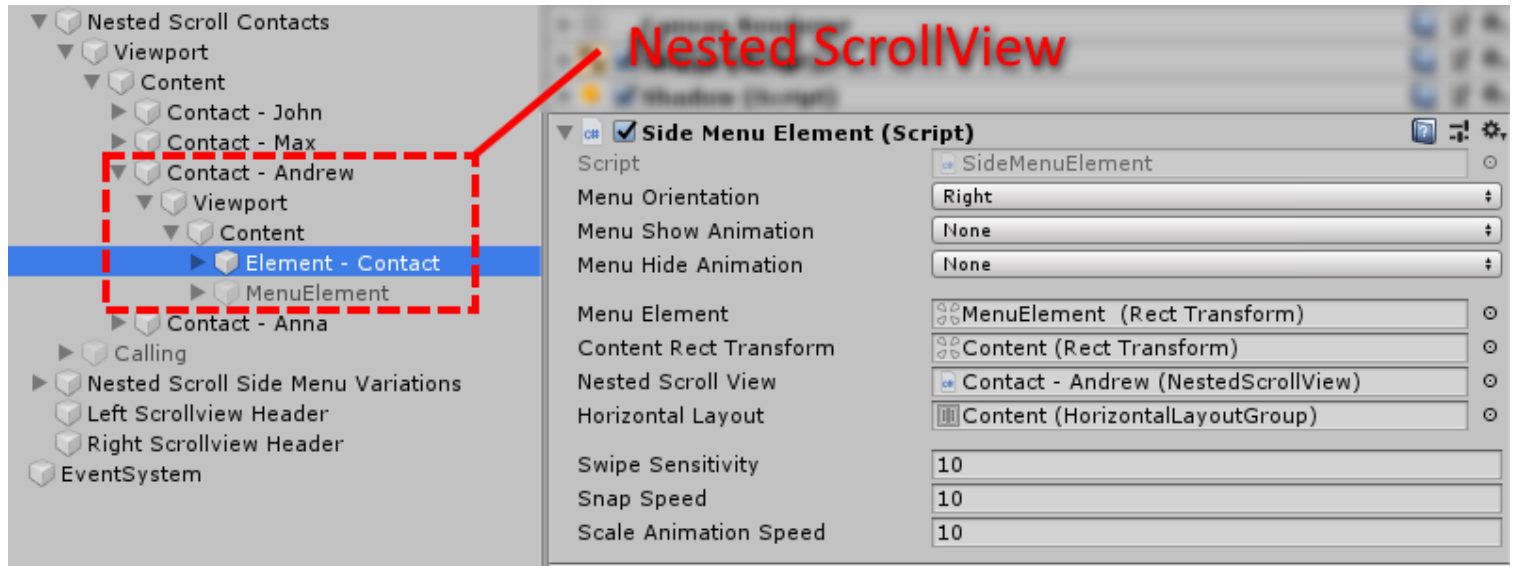 Nested Scroll Contacts
Viewport
Content
Contact - John
Contact - Max
Contact - Andrew
Viewport
Content
Element - Contact
MenuElement
Contact - Anna
Calling
Nested Scroll Side Menu Variations
Left Scrollview Header
Right Scrollview Header
EventSystem
Nested ScrollView
Shadow (Script)
Side Menu Element (Script)
Script SideMenuElement
Menu Orientation Right
Menu Show Animation None
Menu Hide Animation None
Menu Element MenuElement (Rect Transform)
Content Rect Transform Content (Rect Transform)
Nested Scroll View Contact - Andrew (NestedScrollView)
Horizontal Layout Content (HorizontalLayoutGroup)
Swipe Sensitivity 10
Snap Speed 10
Scale Animation Speed 10